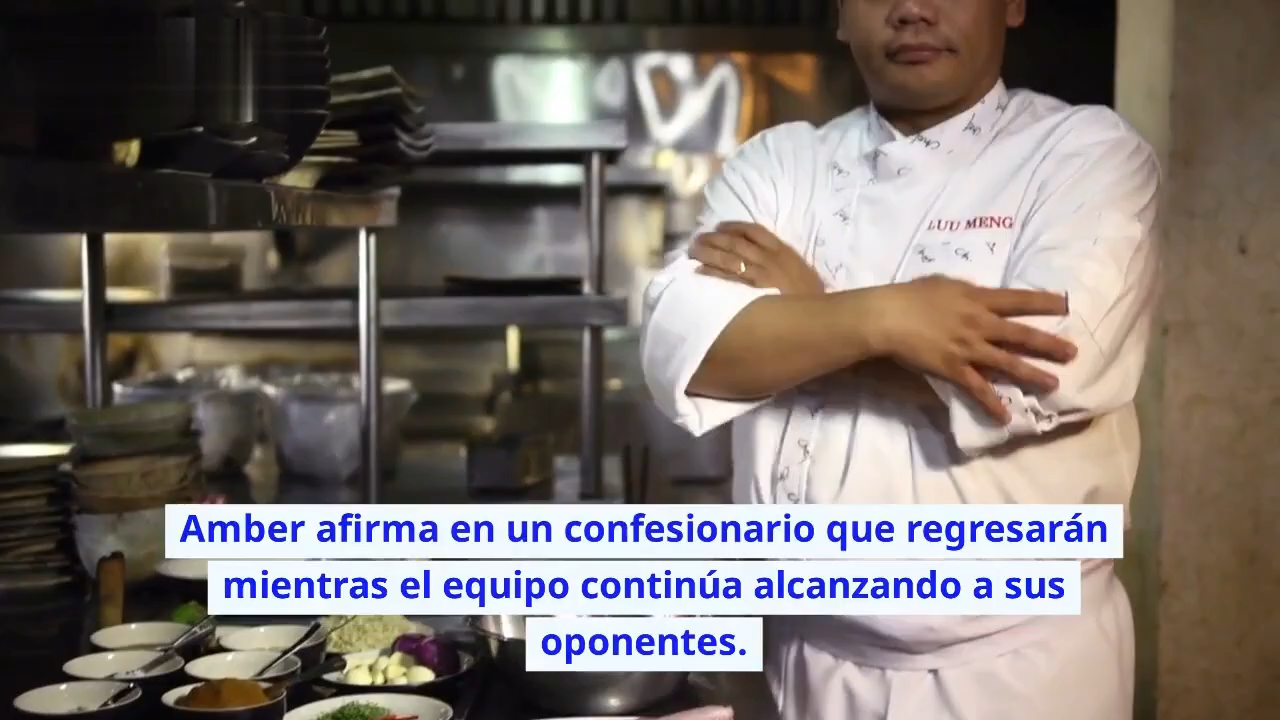 LUU MENG
Amber afirma en un confesionario que regresarán
mientras el equipo continúa alcanzando a sus
oponentes.